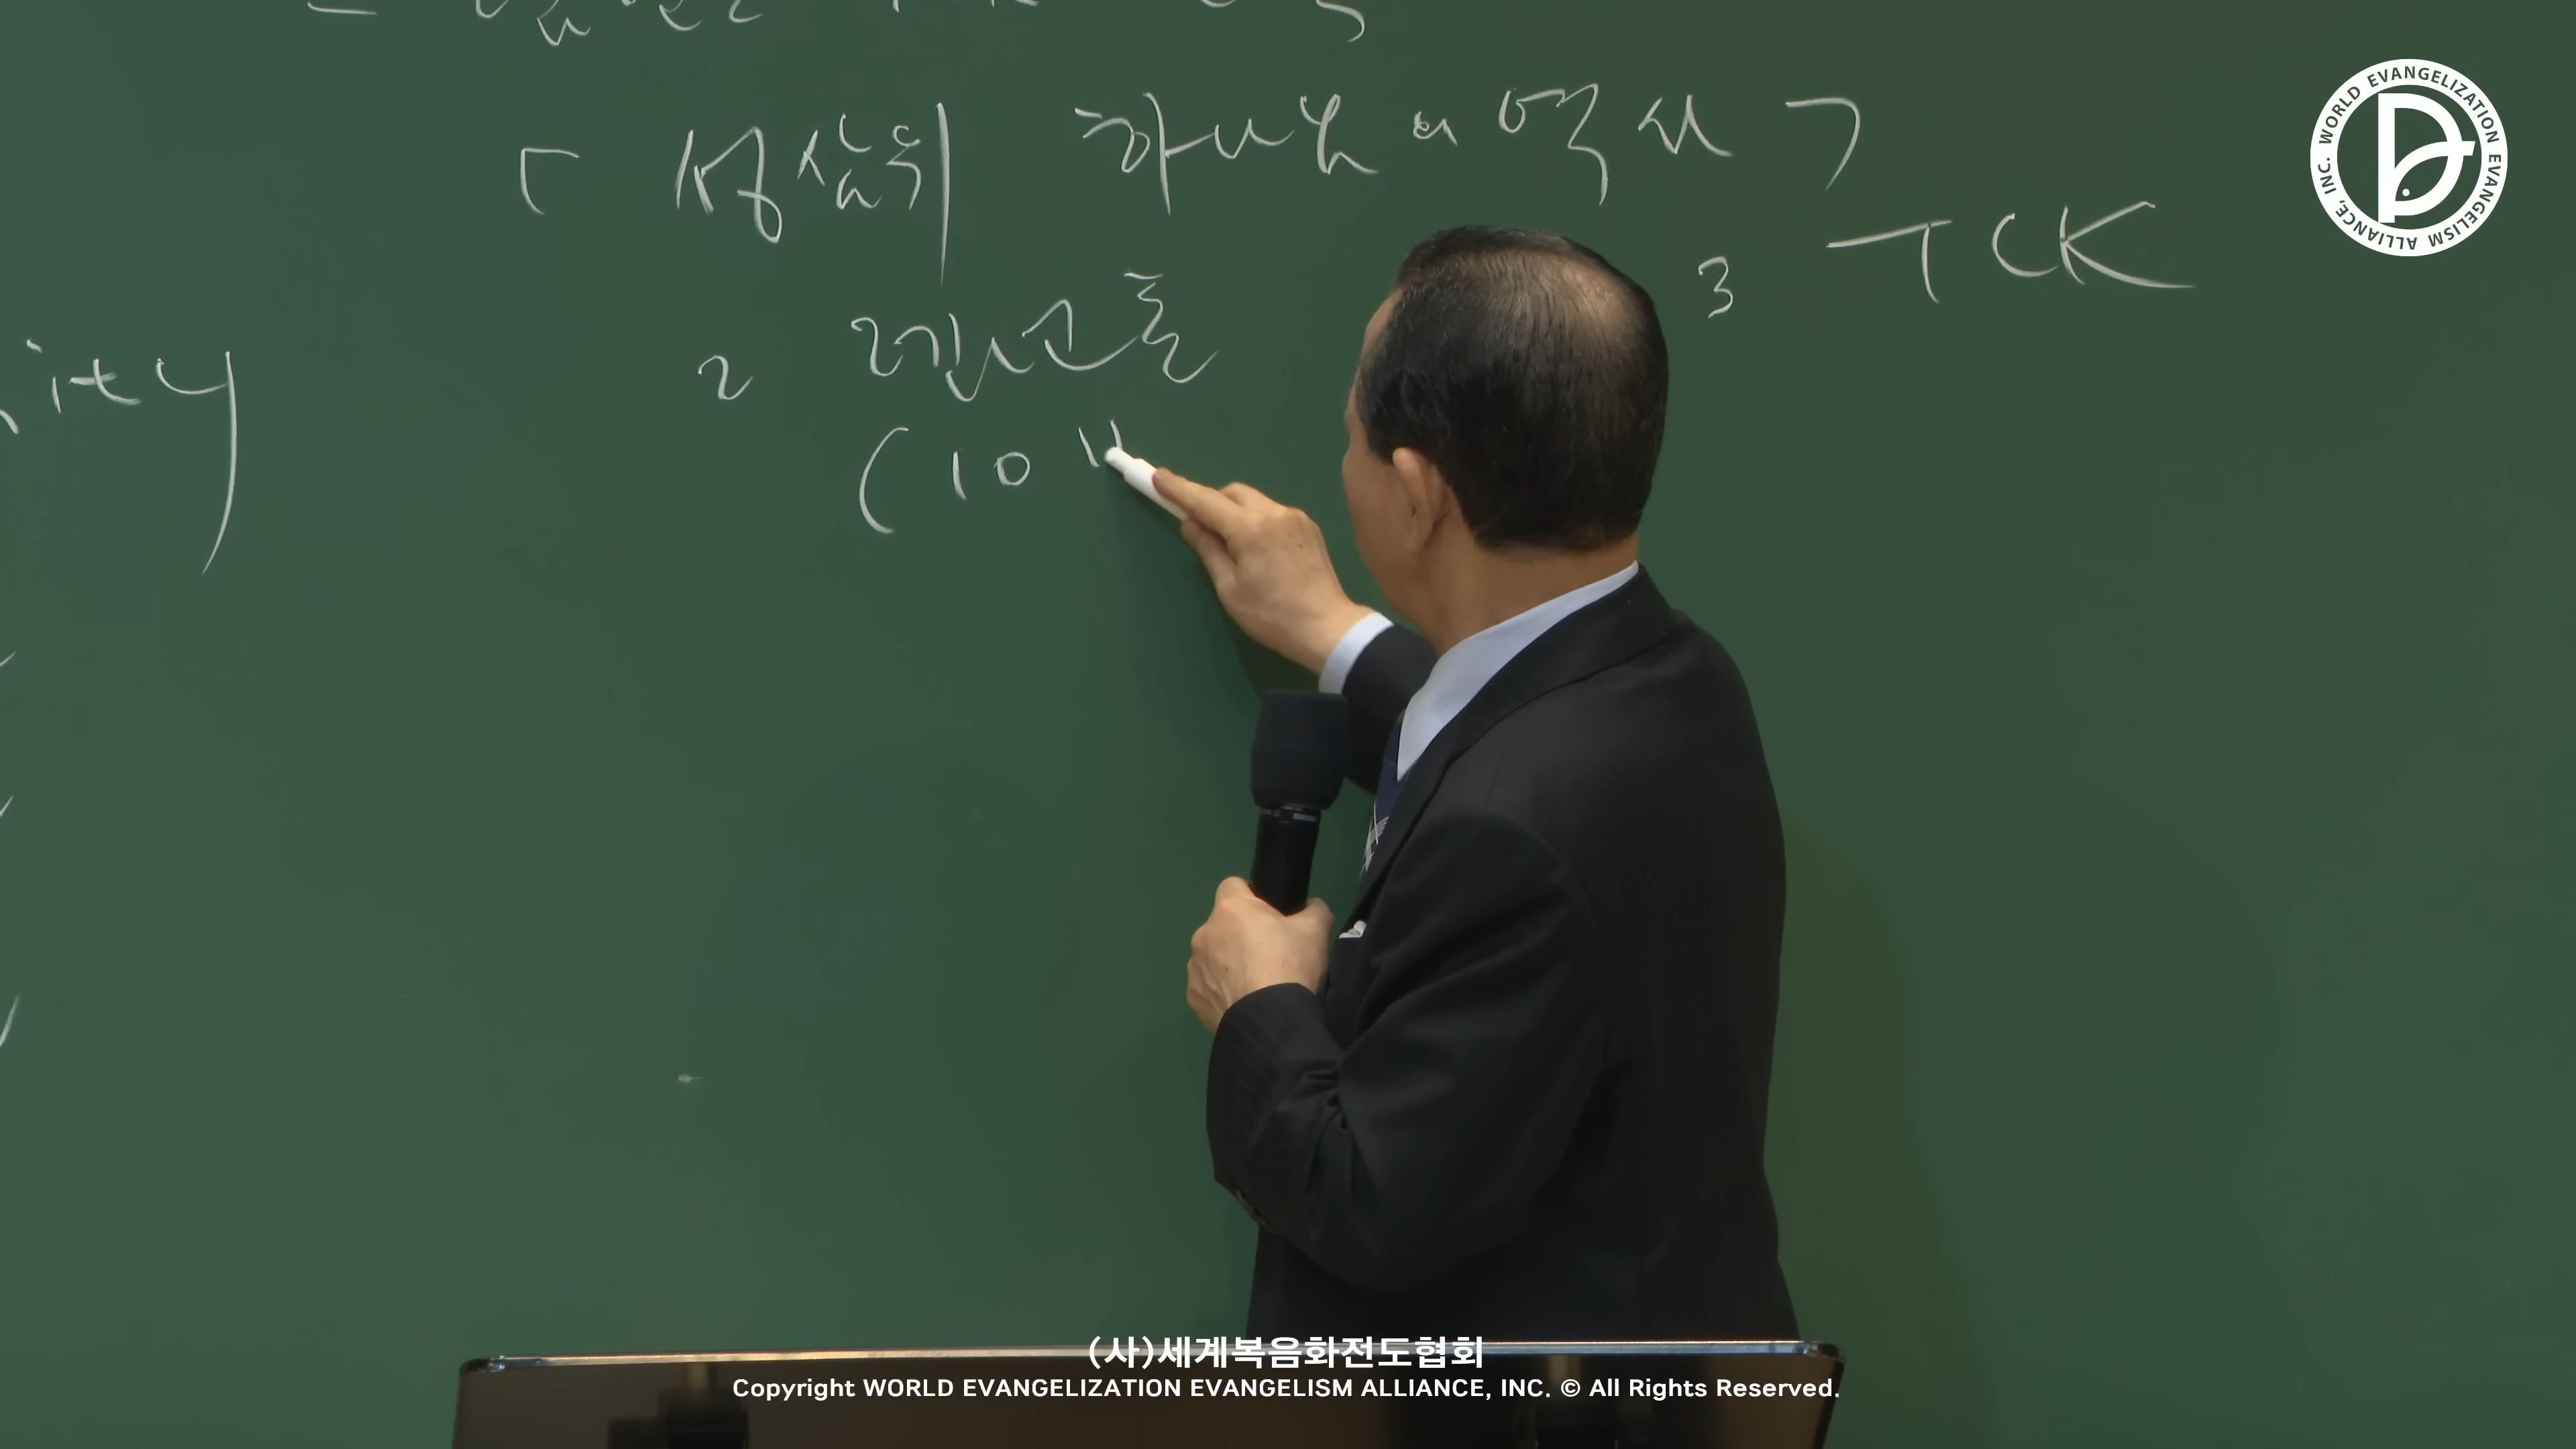 「 성삼위 하나님의 역사 ㄱ
3 TCK
2 렘넌트
ity
(10
WORLD EVANGELIZATION EVANGELISM ALLIANCE, INC.
(사)세계복음화전도협회
Copyright WORLD EVANGELIZATION EVANGELISM ALLIANCE, INC. © All Rights Reserved.